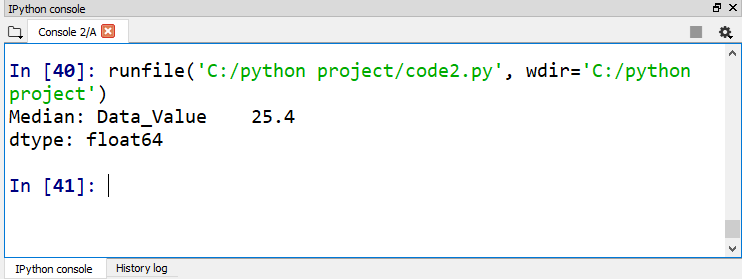 IPython console
Console 2/A
In [40]: runfile('C:/python project/code2.py', wdir='C:/python
project')
Median: Data_Value    25.4
dtype: float64
In [41]:
IPython console
History log